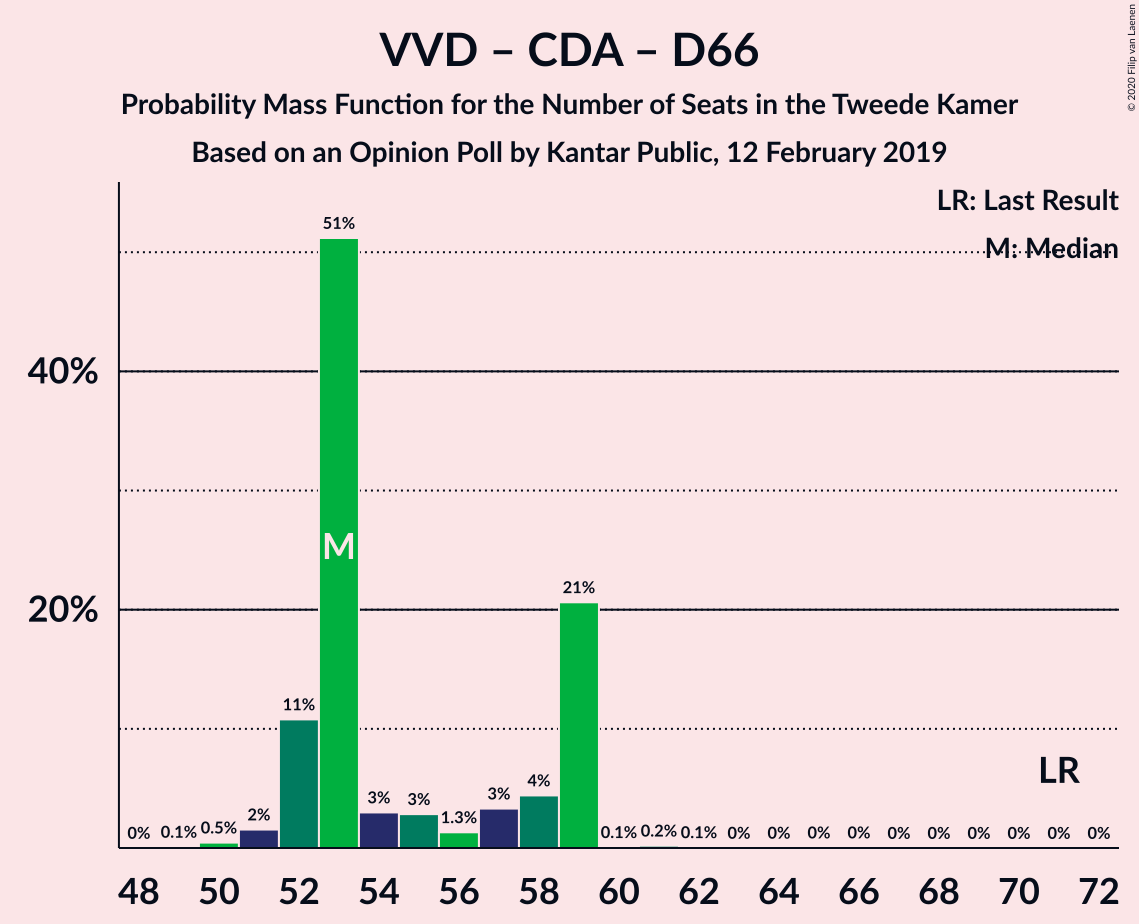 VVD – CDA – D66
Probability Mass Function for the Number of Seats in the Tweede Kamer
Based on an Opinion Poll by Kantar Public, 12 February 2019
© 2020 Filip van Laenen
LR: Last Result
M: Median
51%
40%
M
21%
20%
11%
LR
4%
3%
3%
3%
2%
1.3%
0% 0.1% 0.5% 0.1% 0.2% 0.1% 0% 0% 0% 0% 0% 0% 0% 0% 0% 0%
48 50 52 54 56 58 60 62 64 66 68 70 72